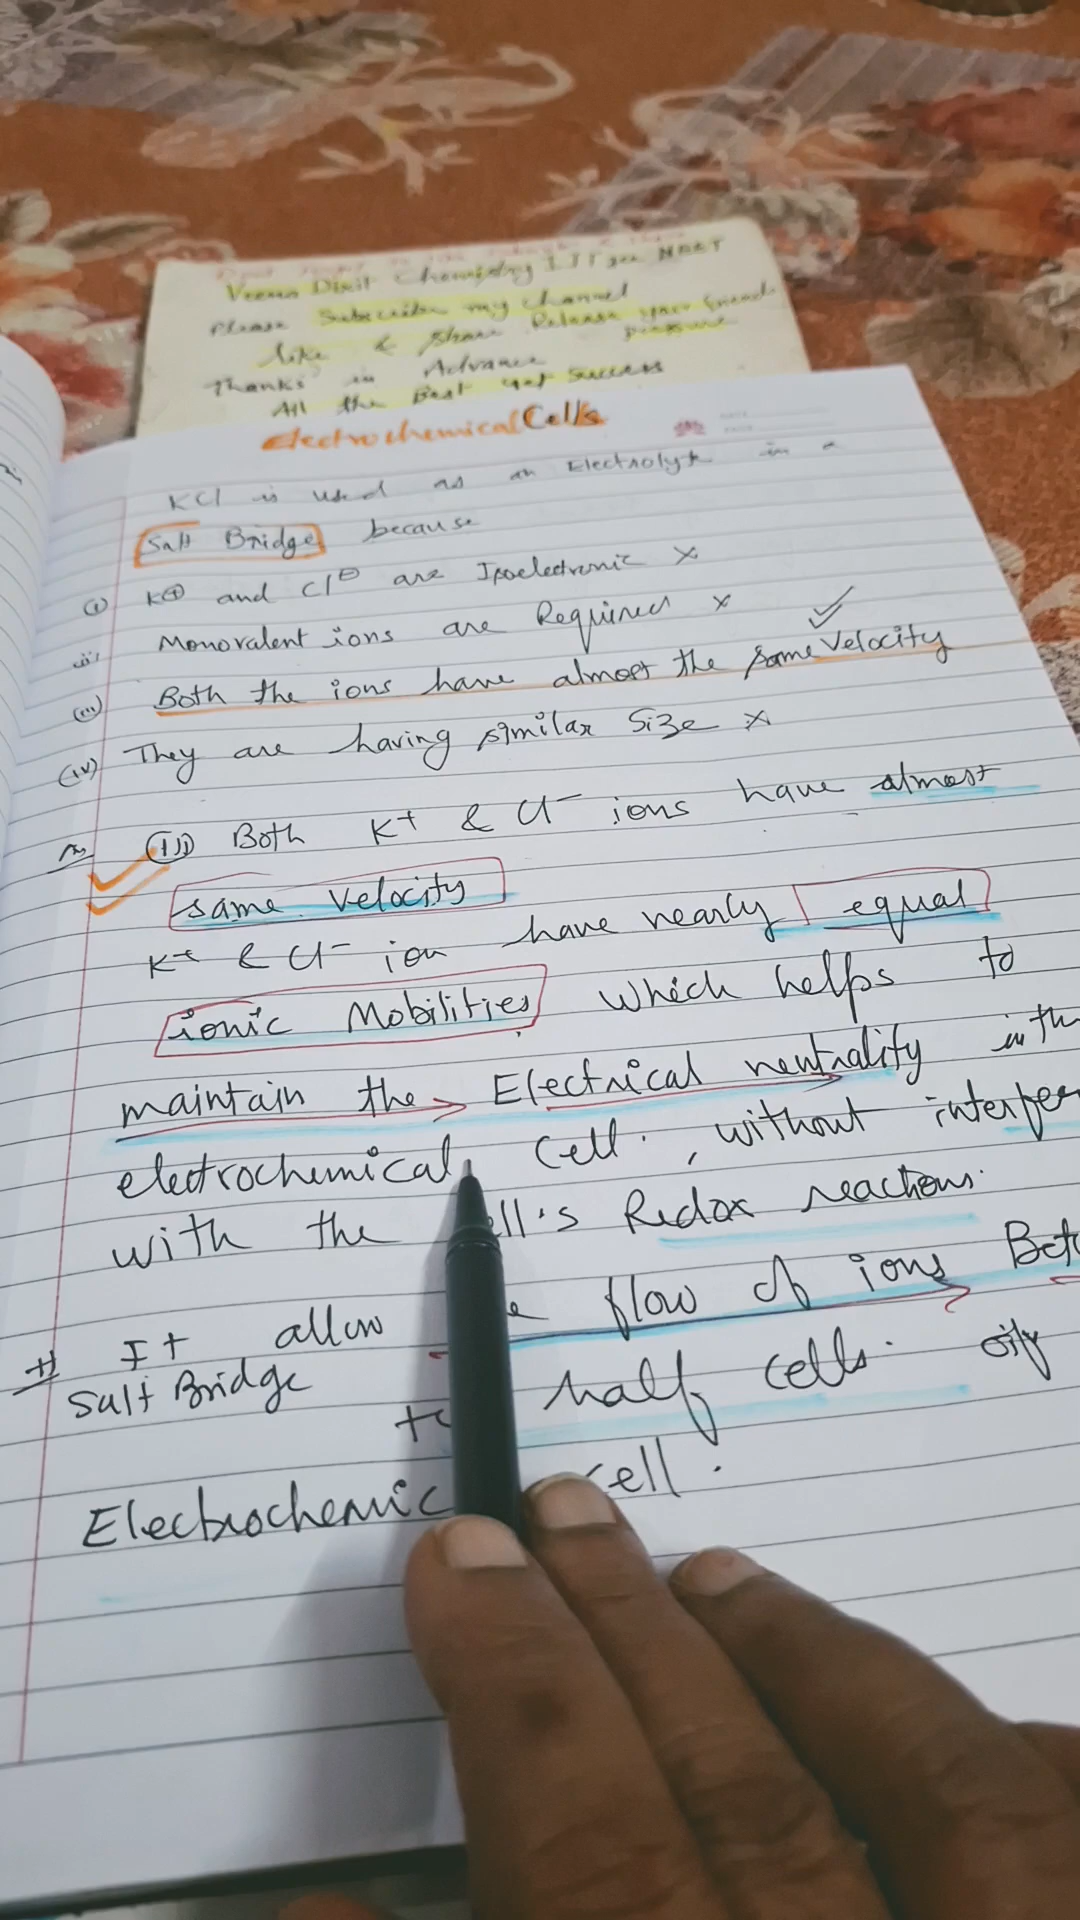 Veena Dixit Chemistry IIT JEE NEET
Please Subscribe my channel
like & share Release your friends
pressure
Thanks in Advance
All the Best get success
Electrochemical Cells
KCl is used as an Electrolyte in a
Salt Bridge because
(i) K⊕ and Cl⊖ are Isoelectronic ×
(ii) Monovalent ions are Required ×
(iii) Both the ions have almost the same Velocity
(iv) They are having similar Size ×
(iii) Both K+ & Cl- ions have almost
same Velocity
K+ & Cl- ion have nearly equal
ionic Mobilities which helps to
maintain the Electrical neutrality in the
electrochemical Cell, without interfer
with the ell's Redox reactions.
It allow e flow of ions Bet
Salt Bridge
half cells. of
Electrochemic cell.